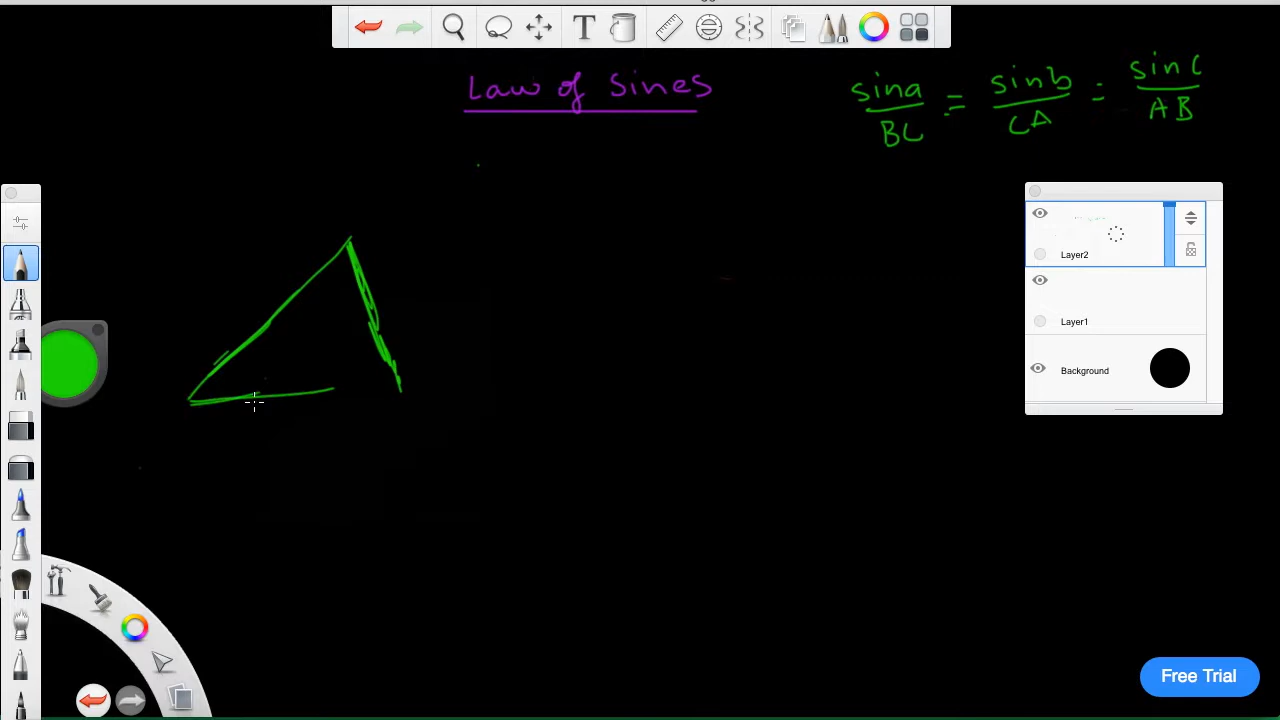 Law of Sines
sina/BC = sinb/CA = sinC/AB
Layer2
Layer1
Background
Free Trial